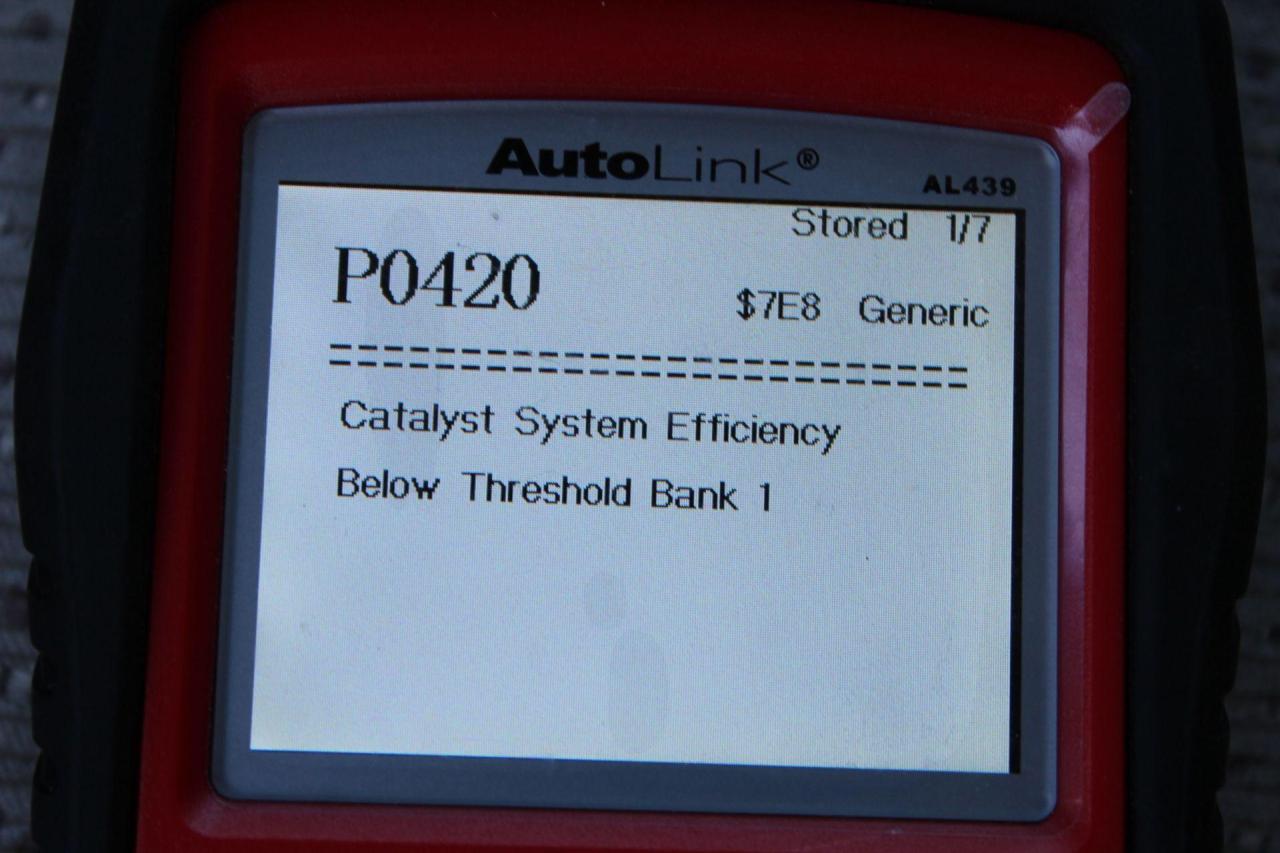 AutoLink®
AL439
Stored 1/7
P0420
$7E8 Generic
=========================
Catalyst System Efficiency
Below Threshold Bank 1